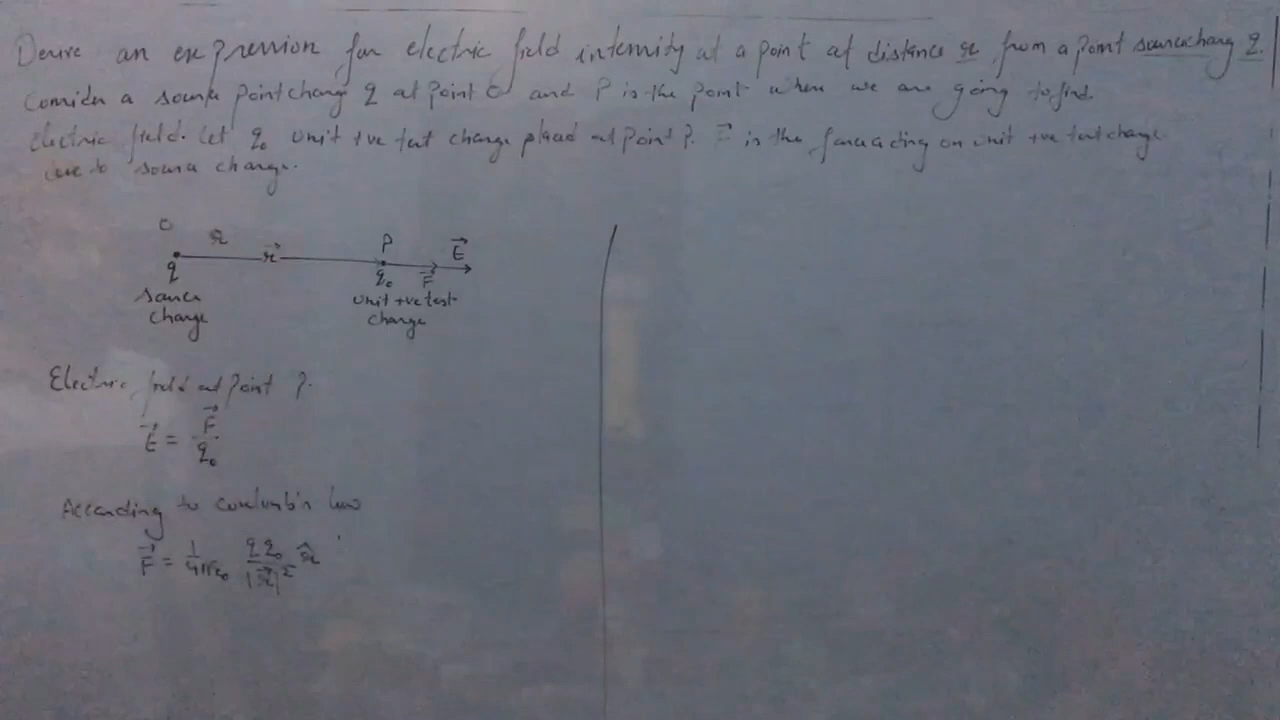 Derive an expression for electric field intensity at a point at distance r from a point source charge q.
Consider a source point charge q at point O and P is the point where we are going to find
electric field. Let q₀ unit +ve test charge placed at point P. F⃗ is the force acting on unit +ve test charge
due to source charge.
O r r⃗ P E⃗
q q₀ F⃗
source unit +ve test
charge charge
Electric field at point P.
E⃗ = F⃗ / q₀
According to coulomb's law
F⃗ = 1/4πε₀ qq₀/|r⃗|² r̂